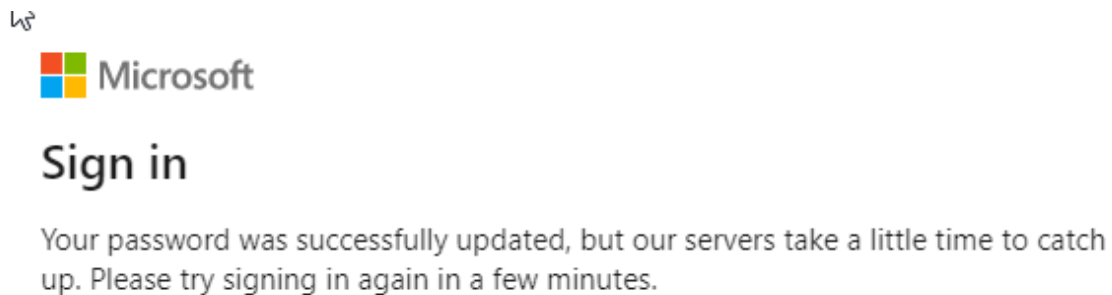 Microsoft
Sign in
Your password was successfully updated, but our servers take a little time to catch
up. Please try signing in again in a few minutes.